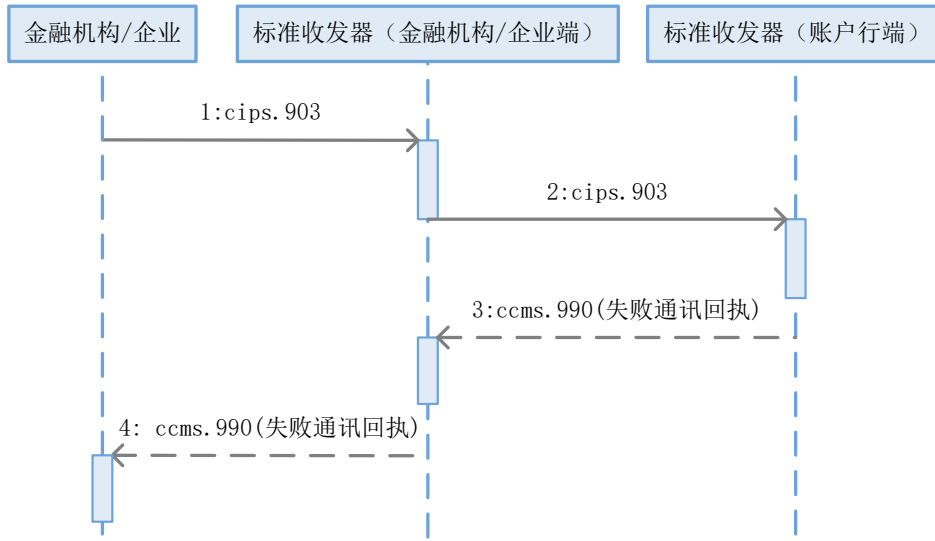 金融机构/企业
标准收发器（金融机构/企业端）
标准收发器（账户行端）
1:cips.903
2:cips.903
3:ccms.990(失败通讯回执)
4: ccms.990(失败通讯回执)